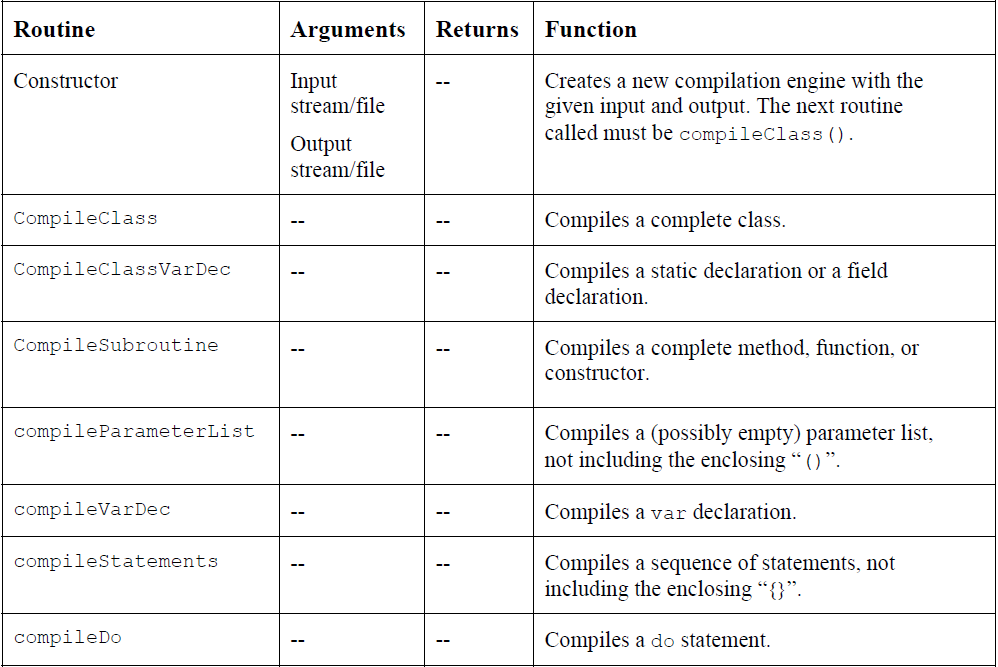 Routine Arguments Returns Function
Constructor Input -- Creates a new compilation engine with the
stream/file given input and output. The next routine
Output called must be compileClass().
stream/file
CompileClass -- -- Compiles a complete class.
CompileClassVarDec -- -- Compiles a static declaration or a field
declaration.
CompileSubroutine -- -- Compiles a complete method, function, or
constructor.
compileParameterList -- -- Compiles a (possibly empty) parameter list,
not including the enclosing “()”.
compileVarDec -- -- Compiles a var declaration.
compileStatements -- -- Compiles a sequence of statements, not
including the enclosing “{}”.
compileDo -- -- Compiles a do statement.